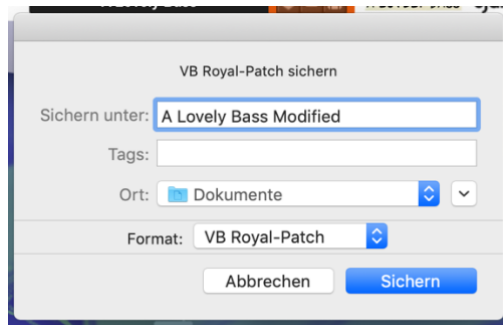 VB Royal-Patch sichern
Sichern unter: A Lovely Bass Modified
Tags:
Ort: Dokumente
Format: VB Royal-Patch
Abbrechen Sichern